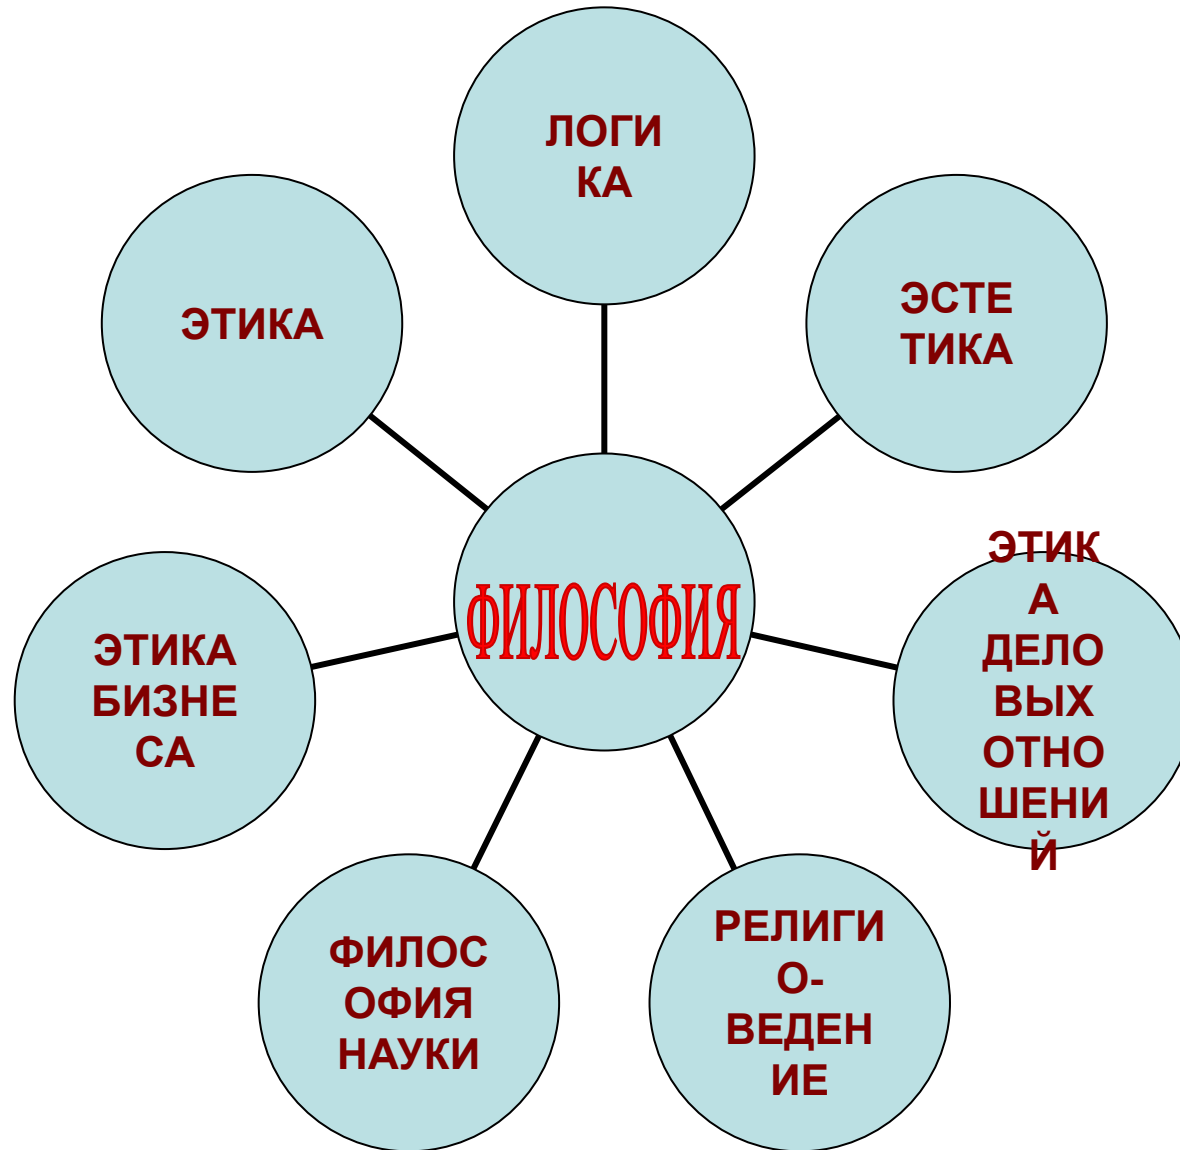 ЛОГИ
КА
ЭТИКА
ЭСТЕ
ТИКА
ФИЛОСОФИЯ
ЭТИК
А
ДЕЛО
ВЫХ
ОТНО
ШЕНИ
Й
ЭТИКА
БИЗНЕ
СА
ФИЛОС
ОФИЯ
НАУКИ
РЕЛИГИ
О-
ВЕДЕН
ИЕ